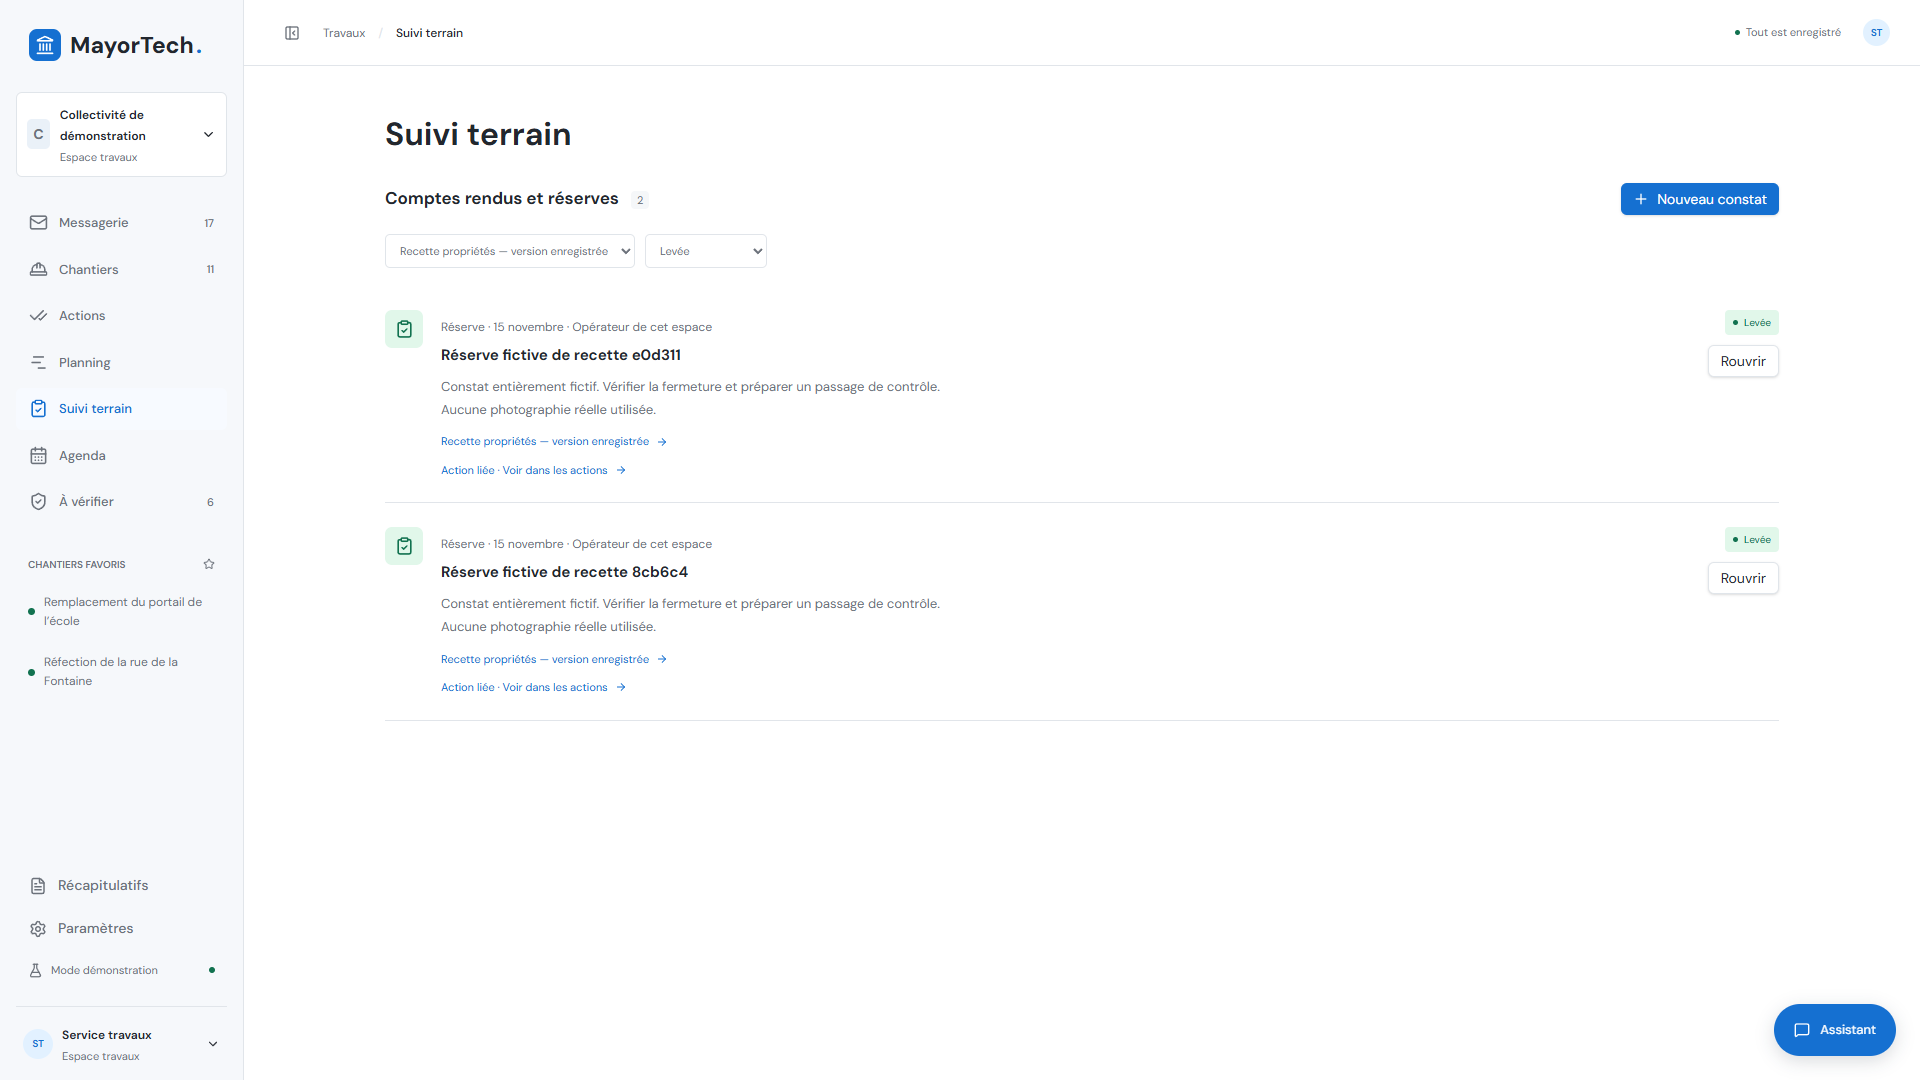 MayorTech.
Collectivité de
démonstration
Espace travaux
C
Messagerie 17
Chantiers 11
Actions
Planning
Suivi terrain
Agenda
À vérifier 6
CHANTIERS FAVORIS
Remplacement du portail de
l'école
Réfection de la rue de la
Fontaine
Récapitulatifs
Paramètres
Mode démonstration
ST
Service travaux
Espace travaux
Travaux / Suivi terrain
Tout est enregistré
ST
Suivi terrain
Comptes rendus et réserves 2
Nouveau constat
Recette propriétés — version enregistrée
Levée
Réserve · 15 novembre · Opérateur de cet espace
Levée
Réserve fictive de recette e0d311
Rouvrir
Constat entièrement fictif. Vérifier la fermeture et préparer un passage de contrôle.
Aucune photographie réelle utilisée.
Recette propriétés — version enregistrée →
Action liée · Voir dans les actions →
Réserve · 15 novembre · Opérateur de cet espace
Levée
Réserve fictive de recette 8cb6c4
Rouvrir
Constat entièrement fictif. Vérifier la fermeture et préparer un passage de contrôle.
Aucune photographie réelle utilisée.
Recette propriétés — version enregistrée →
Action liée · Voir dans les actions →
Assistant